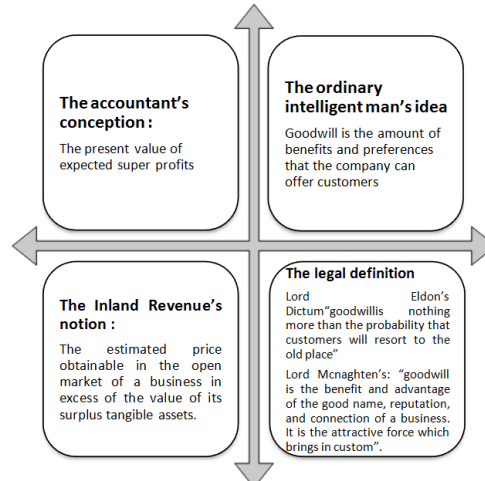 The accountant's
conception :
The present value of
expected super profits
The ordinary
intelligent man's idea
Goodwill is the amount of
benefits and preferences
that the company can
offer customers
The Inland Revenue's
notion :
The estimated price
obtainable in the open
market of a business in
excess of the value of its
surplus tangible assets.
The legal definition
Lord Eldon's
Dictum"goodwillis nothing
more than the probability that
customers will resort to the
old place"
Lord Mcnaghten's: "goodwill
is the benefit and advantage
of the good name, reputation,
and connection of a business.
It is the attractive force which
brings in custom".